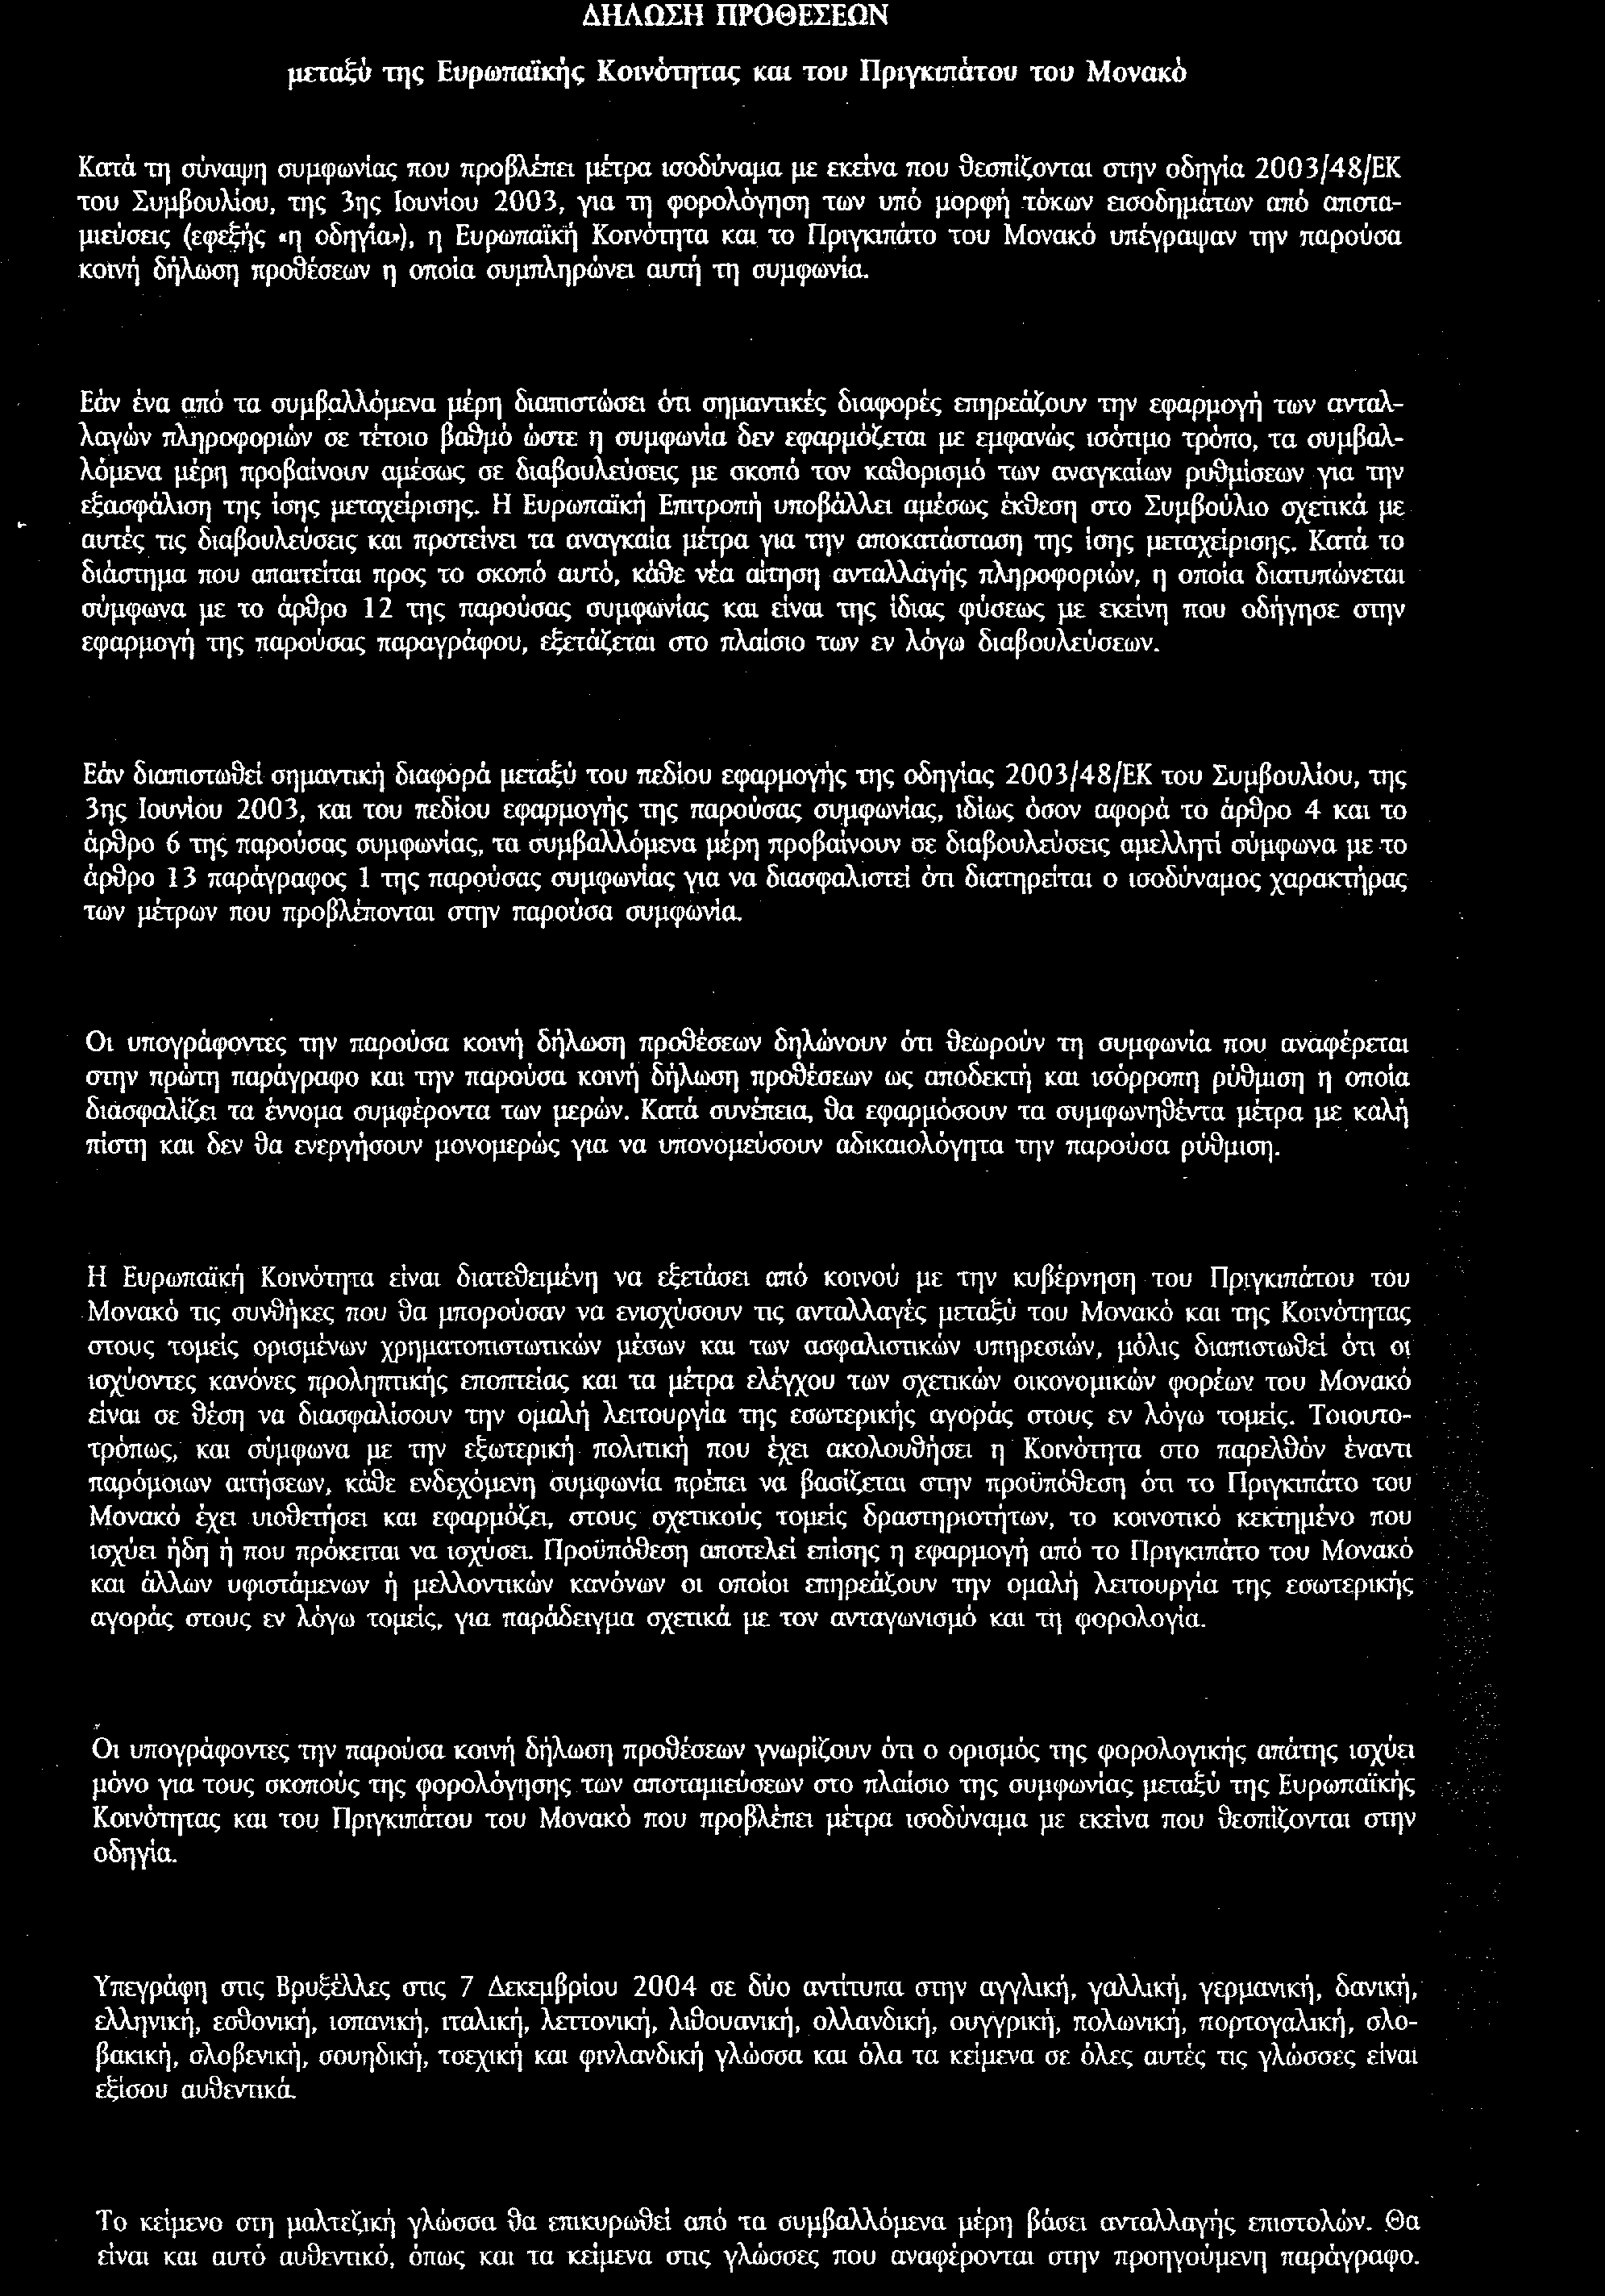 ΔΗΛΩΣΗ ΠΡΟΘΕΣΕΩΝ
μεταξύ της Ευρωπαϊκής Κοινότητας και του Πριγκιπάτου του Μονακό
Κατά τη σύναψη συμφωνίας που προβλέπει μέτρα ισοδύναμα με εκείνα που θεσπίζονται στην οδηγία 2003/48/ΕΚ
του Συμβουλίου, της 3ης Ιουνίου 2003, για τη φορολόγηση των υπό μορφή τόκων εισοδημάτων από αποτα-
μιεύσεις (εφεξής «η οδηγία»), η Ευρωπαϊκή Κοινότητα και το Πριγκιπάτο του Μονακό υπέγραψαν την παρούσα
κοινή δήλωση προθέσεων η οποία συμπληρώνει αυτή τη συμφωνία.
Εάν ένα από τα συμβαλλόμενα μέρη διαπιστώσει ότι σημαντικές διαφορές επηρεάζουν την εφαρμογή των ανταλ-
λαγών πληροφοριών σε τέτοιο βαθμό ώστε η συμφωνία δεν εφαρμόζεται με εμφανώς ισότιμο τρόπο, τα συμβαλ-
λόμενα μέρη προβαίνουν αμέσως σε διαβουλεύσεις με σκοπό τον καθορισμό των αναγκαίων ρυθμίσεων για την
εξασφάλιση της ίσης μεταχείρισης. Η Ευρωπαϊκή Επιτροπή υποβάλλει αμέσως έκθεση στο Συμβούλιο σχετικά με
αυτές τις διαβουλεύσεις και προτείνει τα αναγκαία μέτρα για την αποκατάσταση της ίσης μεταχείρισης. Κατά το
διάστημα που απαιτείται προς το σκοπό αυτό, κάθε νέα αίτηση ανταλλαγής πληροφοριών, η οποία διατυπώνεται
σύμφωνα με το άρθρο 12 της παρούσας συμφωνίας και είναι της ίδιας φύσεως με εκείνη που οδήγησε στην
εφαρμογή της παρούσας παραγράφου, εξετάζεται στο πλαίσιο των εν λόγω διαβουλεύσεων.
Εάν διαπιστωθεί σημαντική διαφορά μεταξύ του πεδίου εφαρμογής της οδηγίας 2003/48/ΕΚ του Συμβουλίου, της
3ης Ιουνίου 2003, και του πεδίου εφαρμογής της παρούσας συμφωνίας, ιδίως όσον αφορά το άρθρο 4 και το
άρθρο 6 της παρούσας συμφωνίας, τα συμβαλλόμενα μέρη προβαίνουν σε διαβουλεύσεις αμελλητί σύμφωνα με το
άρθρο 13 παράγραφος 1 της παρούσας συμφωνίας για να διασφαλιστεί ότι διατηρείται ο ισοδύναμος χαρακτήρας
των μέτρων που προβλέπονται στην παρούσα συμφωνία.
Οι υπογράφοντες την παρούσα κοινή δήλωση προθέσεων δηλώνουν ότι θεωρούν τη συμφωνία που αναφέρεται
στην πρώτη παράγραφο και την παρούσα κοινή δήλωση προθέσεων ως αποδεκτή και ισόρροπη ρύθμιση η οποία
διασφαλίζει τα έννομα συμφέροντα των μερών. Κατά συνέπεια, θα εφαρμόσουν τα συμφωνηθέντα μέτρα με καλή
πίστη και δεν θα ενεργήσουν μονομερώς για να υπονομεύσουν αδικαιολόγητα την παρούσα ρύθμιση.
Η Ευρωπαϊκή Κοινότητα είναι διατεθειμένη να εξετάσει από κοινού με την κυβέρνηση του Πριγκιπάτου του
Μονακό τις συνθήκες που θα μπορούσαν να ενισχύσουν τις ανταλλαγές μεταξύ του Μονακό και της Κοινότητας
στους τομείς ορισμένων χρηματοπιστωτικών μέσων και των ασφαλιστικών υπηρεσιών, μόλις διαπιστωθεί ότι οι
ισχύοντες κανόνες προληπτικής εποπτείας και τα μέτρα ελέγχου των σχετικών οικονομικών φορέων του Μονακό
είναι σε θέση να διασφαλίσουν την ομαλή λειτουργία της εσωτερικής αγοράς στους εν λόγω τομείς. Τοιουτο-
τρόπως, και σύμφωνα με την εξωτερική πολιτική που έχει ακολουθήσει η Κοινότητα στο παρελθόν έναντι
παρόμοιων αιτήσεων, κάθε ενδεχόμενη συμφωνία πρέπει να βασίζεται στην προϋπόθεση ότι το Πριγκιπάτο του
Μονακό έχει υιοθετήσει και εφαρμόζει, στους σχετικούς τομείς δραστηριοτήτων, το κοινοτικό κεκτημένο που
ισχύει ήδη ή που πρόκειται να ισχύσει. Προϋπόθεση αποτελεί επίσης η εφαρμογή από το Πριγκιπάτο του Μονακό
και άλλων υφιστάμενων ή μελλοντικών κανόνων οι οποίοι επηρεάζουν την ομαλή λειτουργία της εσωτερικής
αγοράς στους εν λόγω τομείς, για παράδειγμα σχετικά με τον ανταγωνισμό και τη φορολογία.
Οι υπογράφοντες την παρούσα κοινή δήλωση προθέσεων γνωρίζουν ότι ο ορισμός της φορολογικής απάτης ισχύει
μόνο για τους σκοπούς της φορολόγησης των αποταμιεύσεων στο πλαίσιο της συμφωνίας μεταξύ της Ευρωπαϊκής
Κοινότητας και του Πριγκιπάτου του Μονακό που προβλέπει μέτρα ισοδύναμα με εκείνα που θεσπίζονται στην
οδηγία.
Υπεγράφη στις Βρυξέλλες στις 7 Δεκεμβρίου 2004 σε δύο αντίτυπα στην αγγλική, γαλλική, γερμανική, δανική,
ελληνική, εσθονική, ισπανική, ιταλική, λεττονική, λιθουανική, ολλανδική, ουγγρική, πολωνική, πορτογαλική, σλο-
βακική, σλοβενική, σουηδική, τσεχική και φινλανδική γλώσσα και όλα τα κείμενα σε όλες αυτές τις γλώσσες είναι
εξίσου αυθεντικά.
Το κείμενο στη μαλτεζική γλώσσα θα επικυρωθεί από τα συμβαλλόμενα μέρη βάσει ανταλλαγής επιστολών. Θα
είναι και αυτό αυθεντικό, όπως και τα κείμενα στις γλώσσες που αναφέρονται στην προηγούμενη παράγραφο.